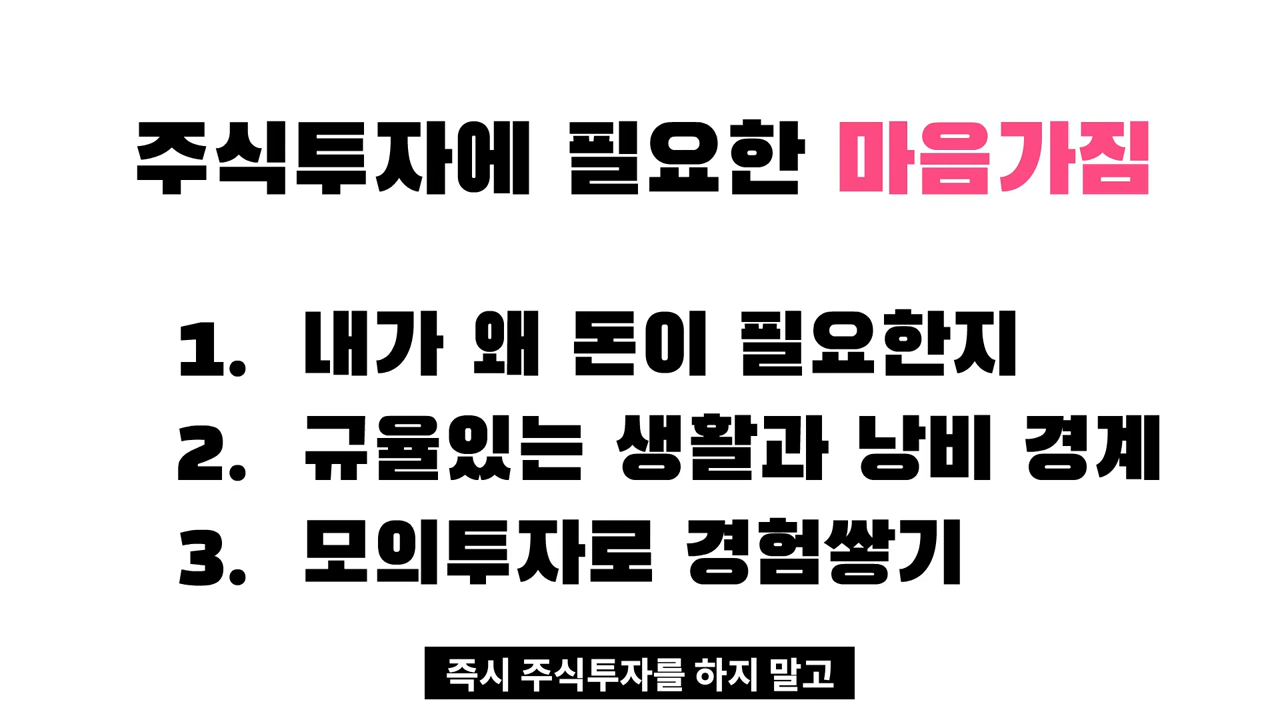 주식투자에 필요한 마음가짐
1. 내가 왜 돈이 필요한지
2. 규율있는 생활과 낭비 경계
3. 모의투자로 경험쌓기
즉시 주식투자를 하지 말고